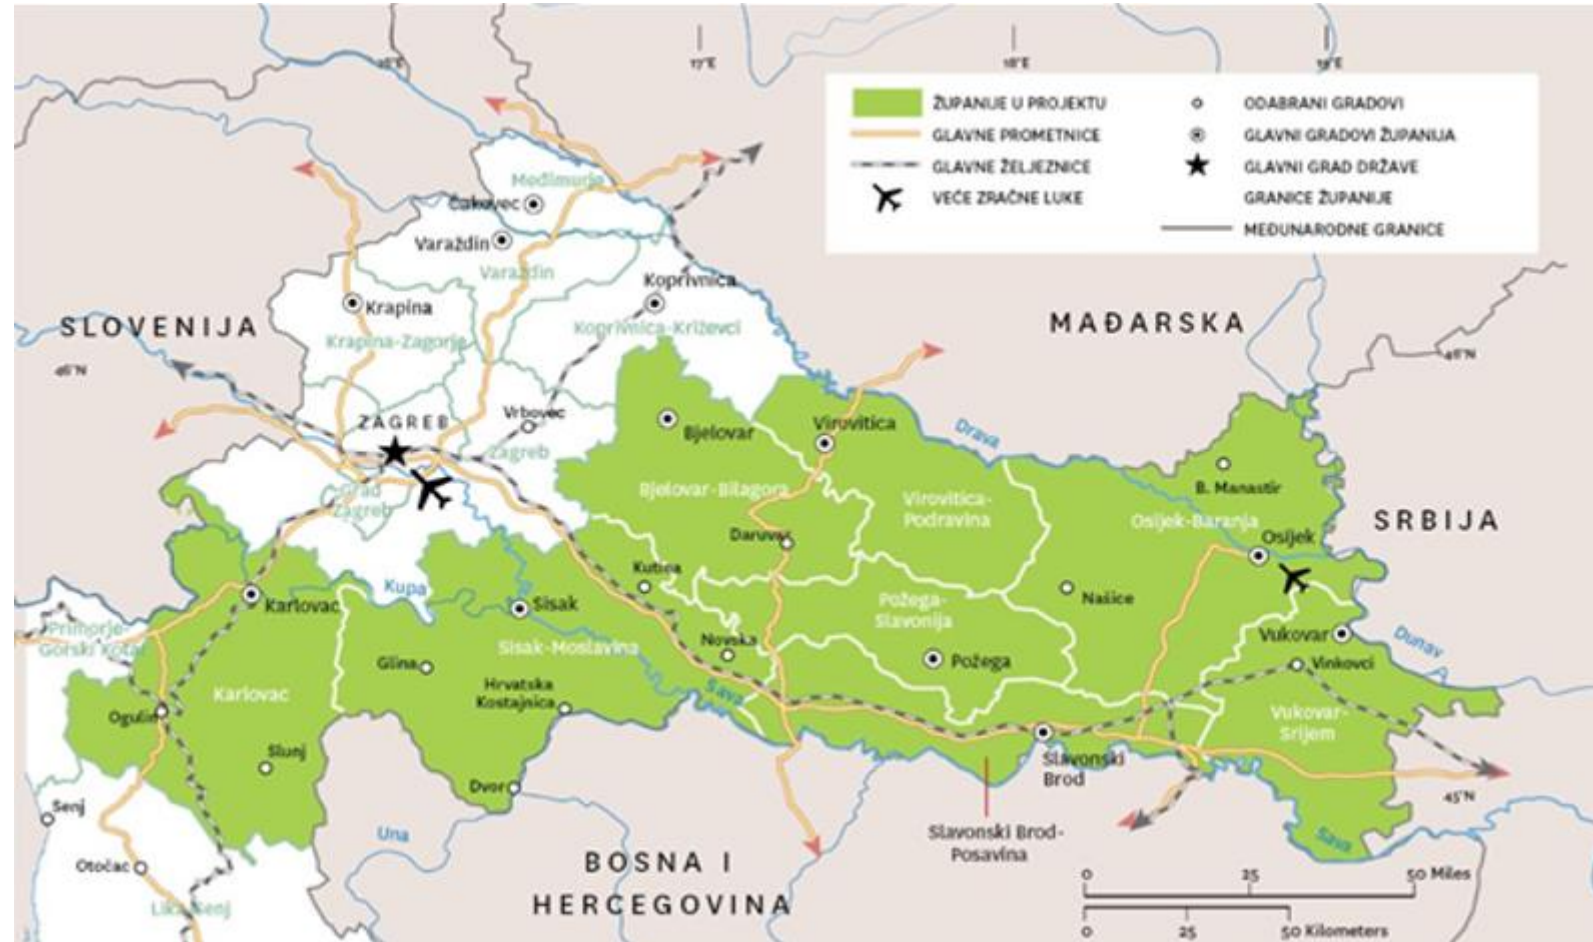 16°E
17°E
18°E
19°E
ŽUPANIJE U PROJEKTU
GLAVNE PROMETNICE
GLAVNE ŽELJEZNICE
VEĆE ZRAČNE LUKE
ODABRANI GRADOVI
GLAVNI GRADOVI ŽUPANIJA
GLAVNI GRAD DRŽAVE
GRANICE ŽUPANIJE
MEĐUNARODNE GRANICE
Međimurje
Čakovec
Varaždin
Varaždin
Koprivnica
Krapina
Koprivnica-Križevci
Krapina-Zagorje
SLOVENIJA
MAĐARSKA
46°N
46°N
Vrbovec
ZAGREB
Zagreb
Grad
Zagreb
Bjelovar
Virovitica
Drava
B. Manastir
Bjelovar-Bilagora
Virovitica-
Podravina
Osijek-Baranja
SRBIJA
Daruvar
Osijek
Kutina
Kupa
Karlovac
Sisak
Našice
Požega-
Slavonija
Primorje-
Gorski Kotar
Sisak-Moslavina
Novska
Vukovar
Dunav
Glina
Požega
Vinkovci
Karlovac
Hrvatska
Kostajnica
Sava
Ogulin
Vukovar-
Srijem
Slunj
Slavonski
Brod
Dvor
45°N
Senj
Una
Slavonski Brod-
Posavina
Sava
Otočac
BOSNA I
HERCEGOVINA
Lika-Senj
0 25 50 Miles
0 25 50 Kilometers